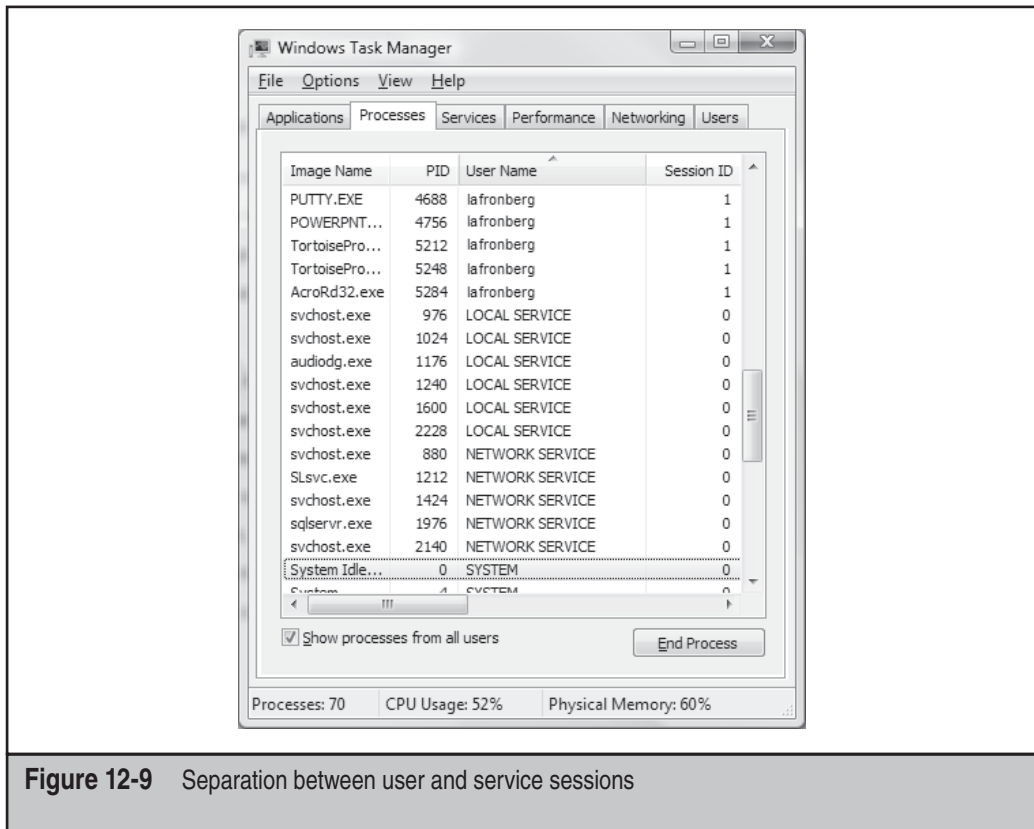 Windows Task Manager
File Options View Help
Applications Processes Services Performance Networking Users
Image Name PID User Name Session ID
PUTTY.EXE 4688 lafronberg 1
POWERPNT... 4756 lafronberg 1
TortoisePro... 5212 lafronberg 1
TortoisePro... 5248 lafronberg 1
AcroRd32.exe 5284 lafronberg 1
svchost.exe 976 LOCAL SERVICE 0
svchost.exe 1024 LOCAL SERVICE 0
audiodg.exe 1176 LOCAL SERVICE 0
svchost.exe 1240 LOCAL SERVICE 0
svchost.exe 1600 LOCAL SERVICE 0
svchost.exe 2228 LOCAL SERVICE 0
svchost.exe 880 NETWORK SERVICE 0
SLsvc.exe 1212 NETWORK SERVICE 0
svchost.exe 1424 NETWORK SERVICE 0
sqlservr.exe 1976 NETWORK SERVICE 0
svchost.exe 2140 NETWORK SERVICE 0
System Idle... 0 SYSTEM 0
System 4 SYSTEM 0
Show processes from all users
End Process
Processes: 70 CPU Usage: 52% Physical Memory: 60%
Figure 12-9 Separation between user and service sessions